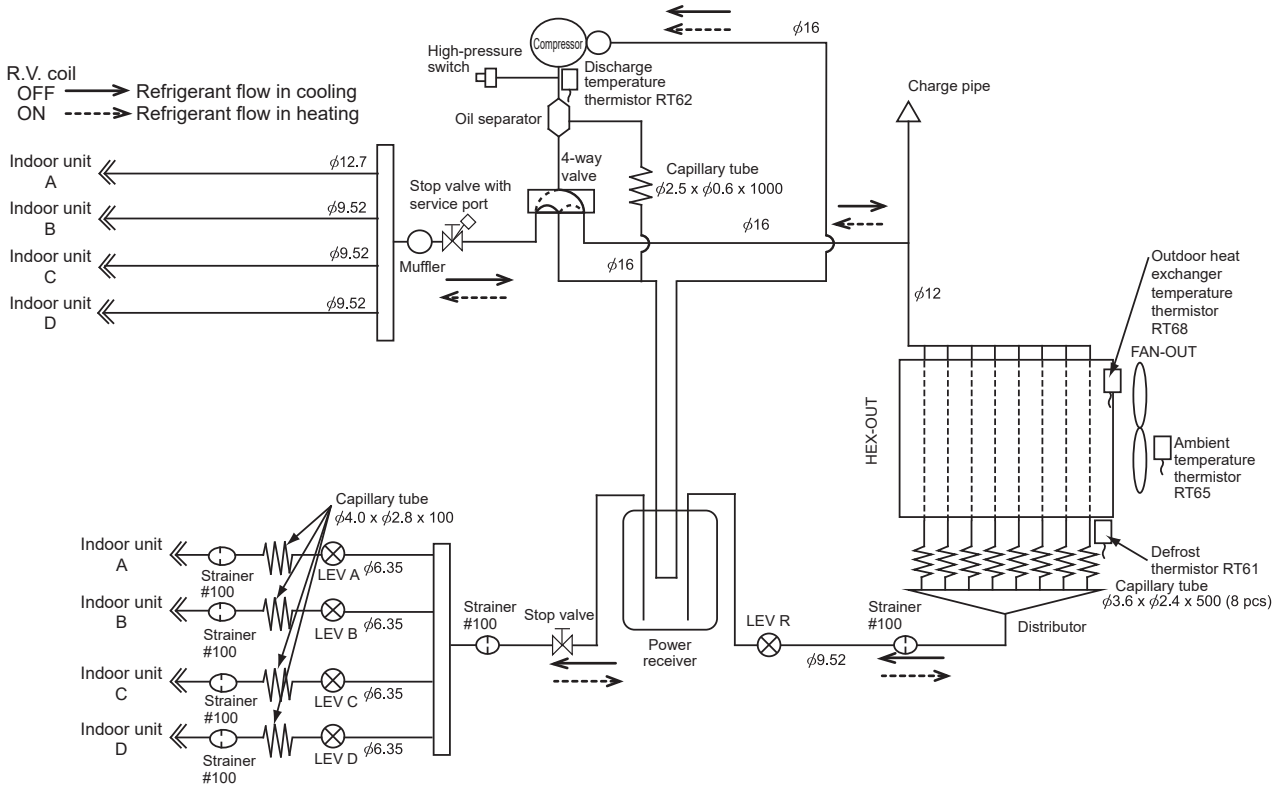 R.V. coil
OFF Refrigerant flow in cooling
ON Refrigerant flow in heating
High-pressure
switch
Compressor
Discharge
temperature
thermistor RT62
Oil separator
4-way
valve
Capillary tube
ϕ2.5 x ϕ0.6 x 1000
ϕ16
Charge pipe
Indoor unit
A
ϕ12.7
Indoor unit
B
ϕ9.52
Indoor unit
C
ϕ9.52
Indoor unit
D
ϕ9.52
Stop valve with
service port
Muffler
ϕ16
ϕ16
ϕ12
Outdoor heat
exchanger
temperature
thermistor
RT68
FAN-OUT
HEX-OUT
Ambient
temperature
thermistor
RT65
Defrost
thermistor RT61
Capillary tube
ϕ3.6 x ϕ2.4 x 500 (8 pcs)
Distributor
Capillary tube
ϕ4.0 x ϕ2.8 x 100
Indoor unit
A
Strainer
#100
LEV A
ϕ6.35
Indoor unit
B
Strainer
#100
LEV B
ϕ6.35
Indoor unit
C
Strainer
#100
LEV C
ϕ6.35
Indoor unit
D
Strainer
#100
LEV D
ϕ6.35
Strainer
#100
Stop valve
Power
receiver
LEV R
ϕ9.52
Strainer
#100